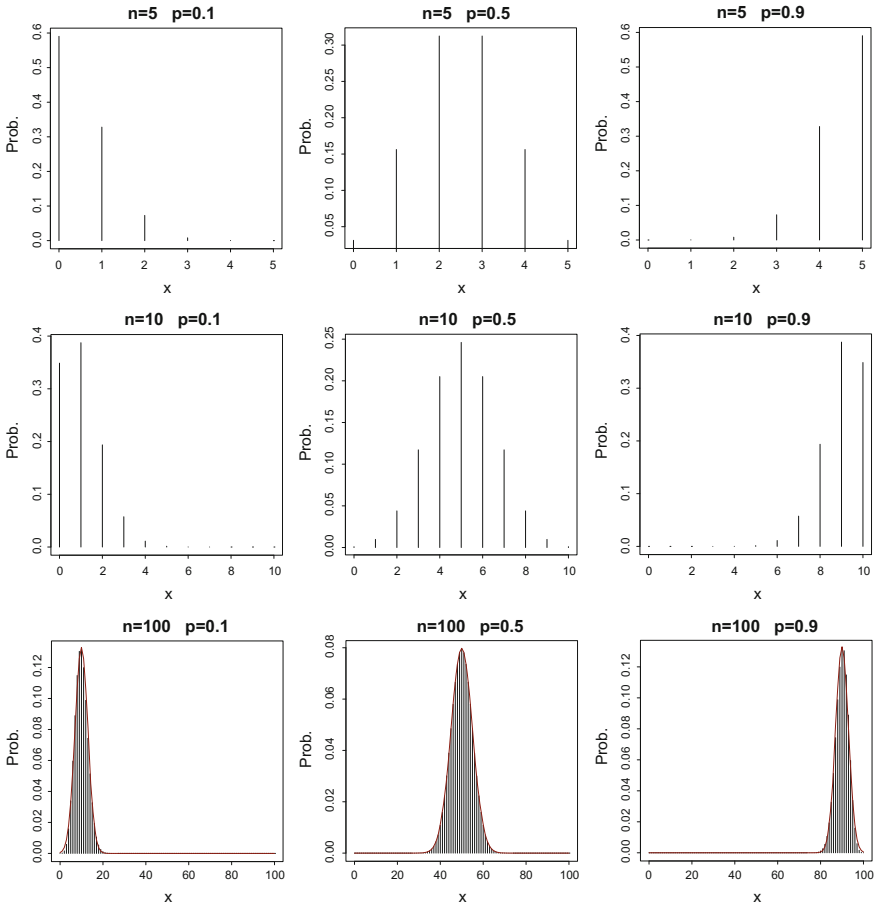 n=5 p=0.1
n=5 p=0.5
n=5 p=0.9
Prob.
0.0 0.1 0.2 0.3 0.4 0.5 0.6
0 1 2 3 4 5
x
Prob.
0.05 0.10 0.15 0.20 0.25 0.30
0 1 2 3 4 5
x
Prob.
0.0 0.1 0.2 0.3 0.4 0.5 0.6
0 1 2 3 4 5
x
n=10 p=0.1
n=10 p=0.5
n=10 p=0.9
Prob.
0.0 0.1 0.2 0.3 0.4
0 2 4 6 8 10
x
Prob.
0.00 0.05 0.10 0.15 0.20 0.25
0 2 4 6 8 10
x
Prob.
0.0 0.1 0.2 0.3 0.4
0 2 4 6 8 10
x
n=100 p=0.1
n=100 p=0.5
n=100 p=0.9
Prob.
0.00 0.02 0.04 0.06 0.08 0.10 0.12
0 20 40 60 80 100
x
Prob.
0.00 0.02 0.04 0.06 0.08
0 20 40 60 80 100
x
Prob.
0.00 0.02 0.04 0.06 0.08 0.10 0.12
0 20 40 60 80 100
x